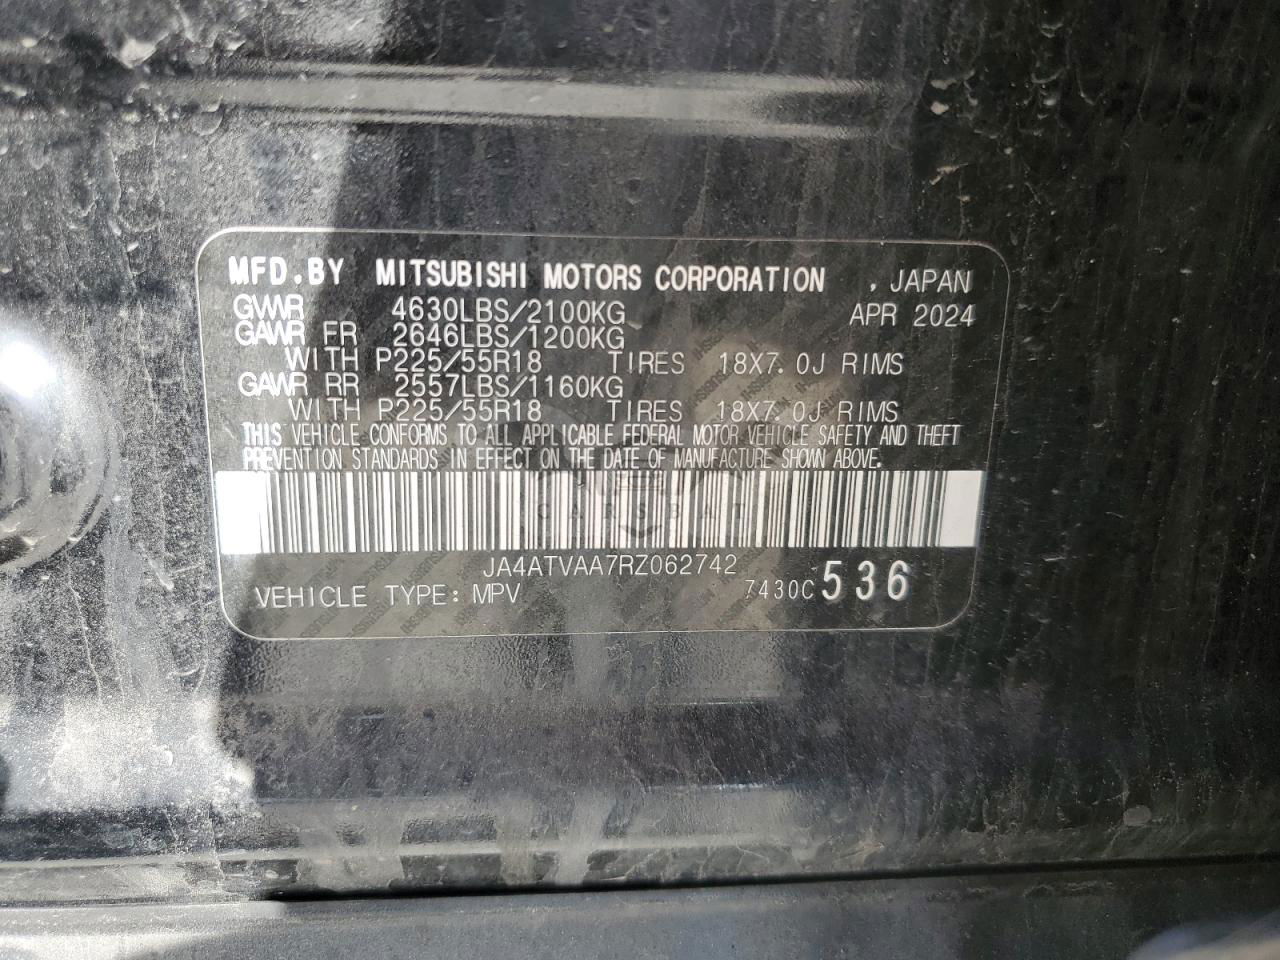 MFD.BY MITSUBISHI MOTORS CORPORATION , JAPAN
GVWR 4630LBS/2100KG APR 2024
GAWR FR 2646LBS/1200KG
WITH P225/55R18 TIRES 18X7.0J RIMS
GAWR RR 2557LBS/1160KG
WITH P225/55R18 TIRES 18X7.0J RIMS
THIS VEHICLE CONFORMS TO ALL APPLICABLE FEDERAL MOTOR VEHICLE SAFETY AND THEFT
PREVENTION STANDARDS IN EFFECT ON THE DATE OF MANUFACTURE SHOWN ABOVE.
CARSBAT
JA4ATVAA7RZ062742
VEHICLE TYPE: MPV 7430C 536